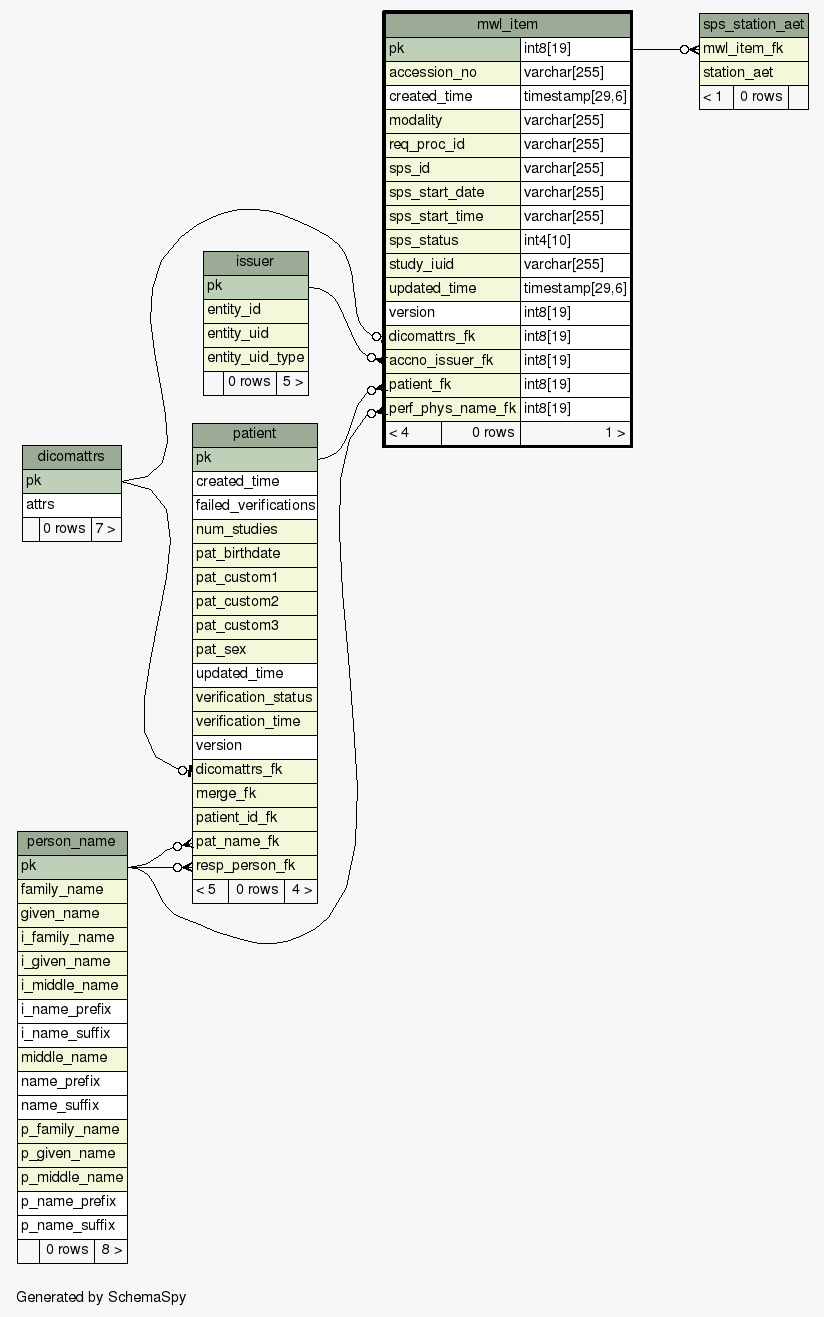 mwl_item
pk int8[19]
accession_no varchar[255]
created_time timestamp[29,6]
modality varchar[255]
req_proc_id varchar[255]
sps_id varchar[255]
sps_start_date varchar[255]
sps_start_time varchar[255]
sps_status int4[10]
study_iuid varchar[255]
updated_time timestamp[29,6]
version int8[19]
dicomattrs_fk int8[19]
accno_issuer_fk int8[19]
patient_fk int8[19]
perf_phys_name_fk int8[19]
< 4 0 rows 1 >
sps_station_aet
mwl_item_fk
station_aet
< 1 0 rows
issuer
pk
entity_id
entity_uid
entity_uid_type
0 rows 5 >
patient
pk
created_time
failed_verifications
num_studies
pat_birthdate
pat_custom1
pat_custom2
pat_custom3
pat_sex
updated_time
verification_status
verification_time
version
dicomattrs_fk
merge_fk
patient_id_fk
pat_name_fk
resp_person_fk
< 5 0 rows 4 >
dicomattrs
pk
attrs
0 rows 7 >
person_name
pk
family_name
given_name
i_family_name
i_given_name
i_middle_name
i_name_prefix
i_name_suffix
middle_name
name_prefix
name_suffix
p_family_name
p_given_name
p_middle_name
p_name_prefix
p_name_suffix
0 rows 8 >
Generated by SchemaSpy